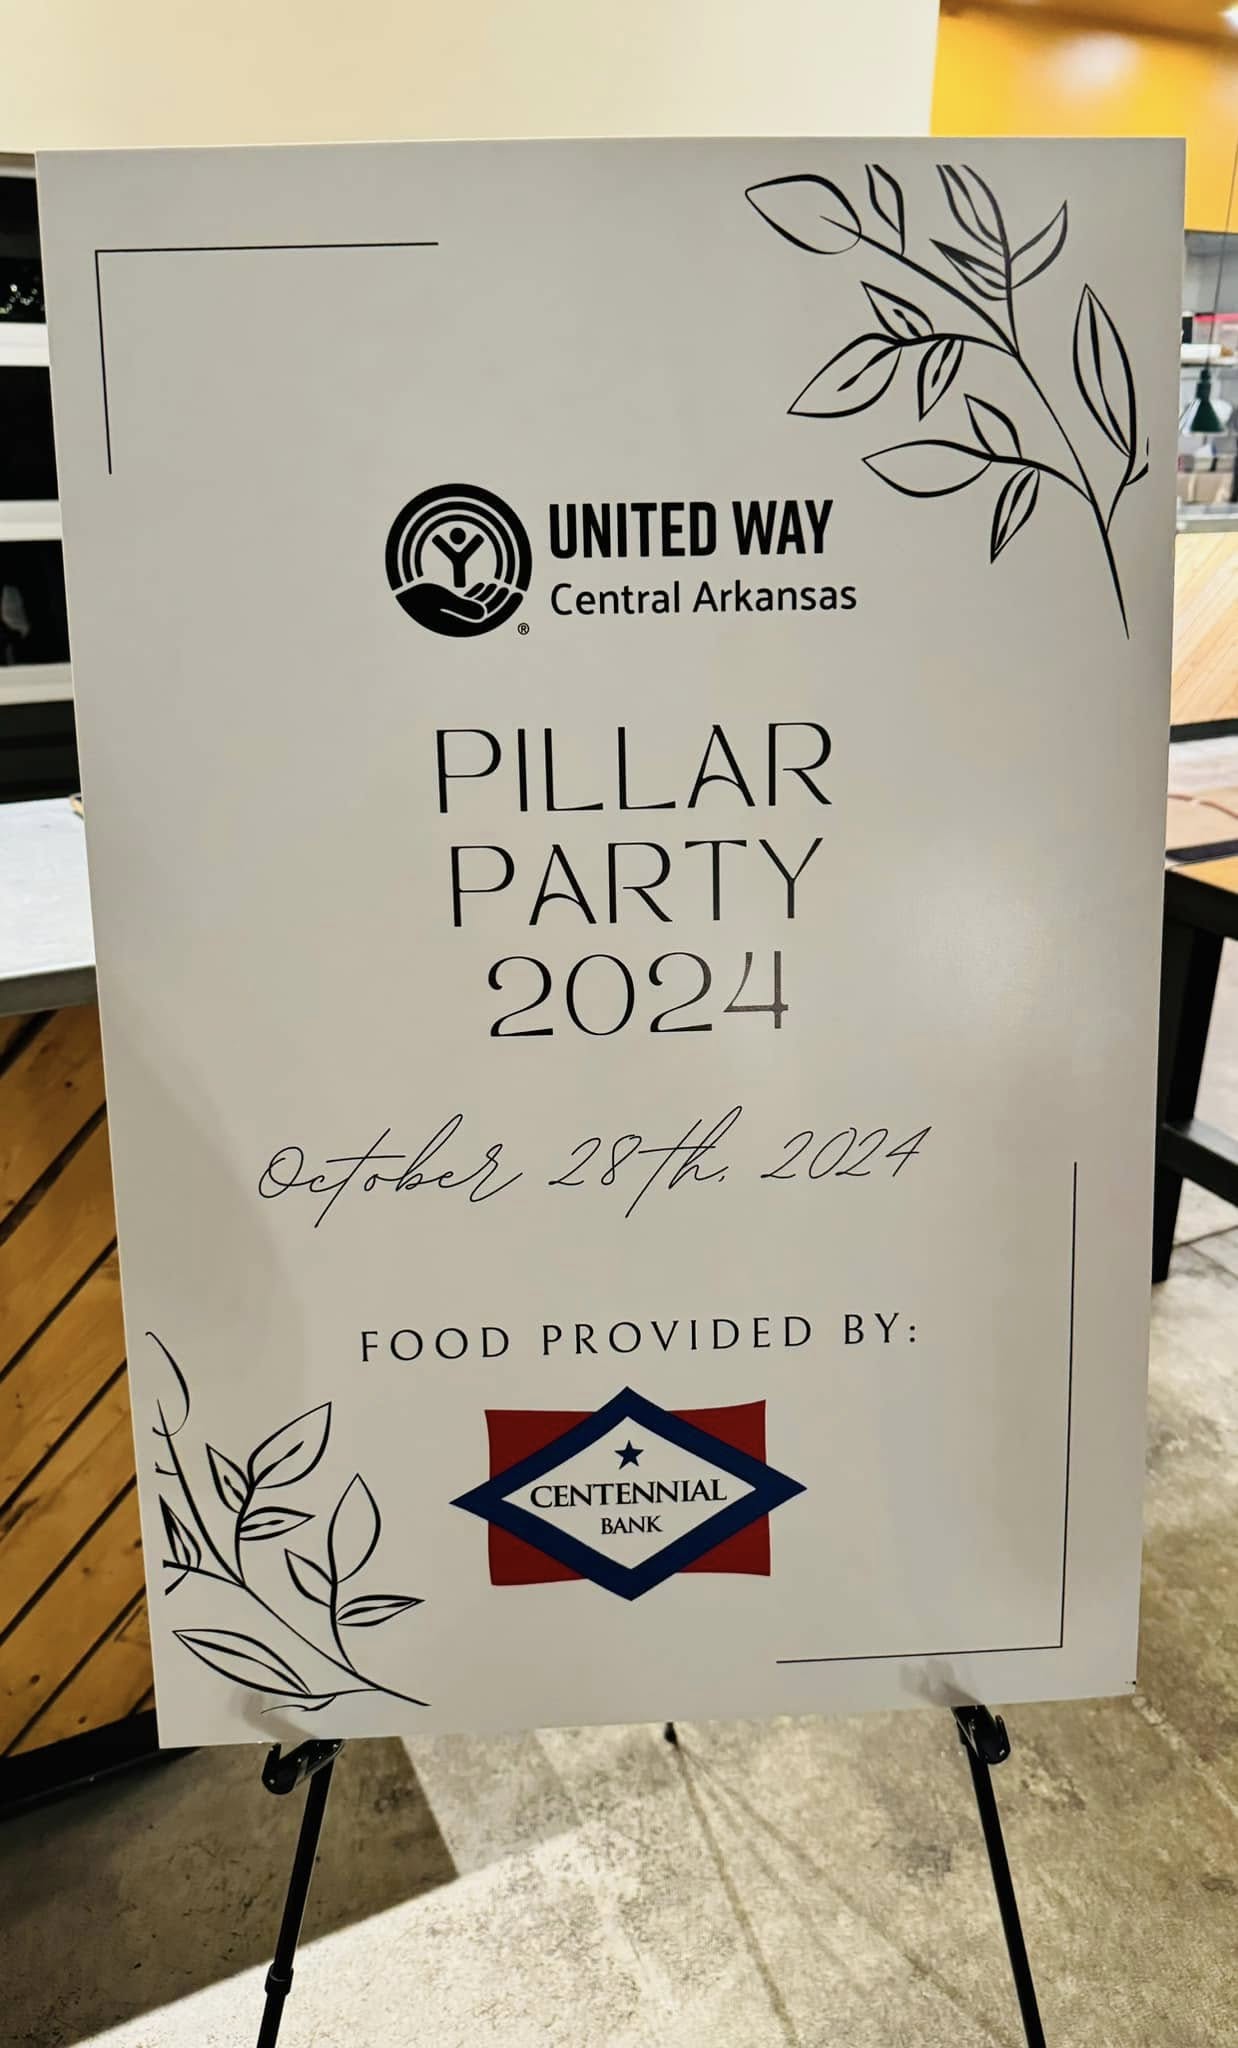 UNITED WAY
Central Arkansas
®
PILLAR
PARTY
2024
October 28th, 2024
FOOD PROVIDED BY:
CENTENNIAL
BANK